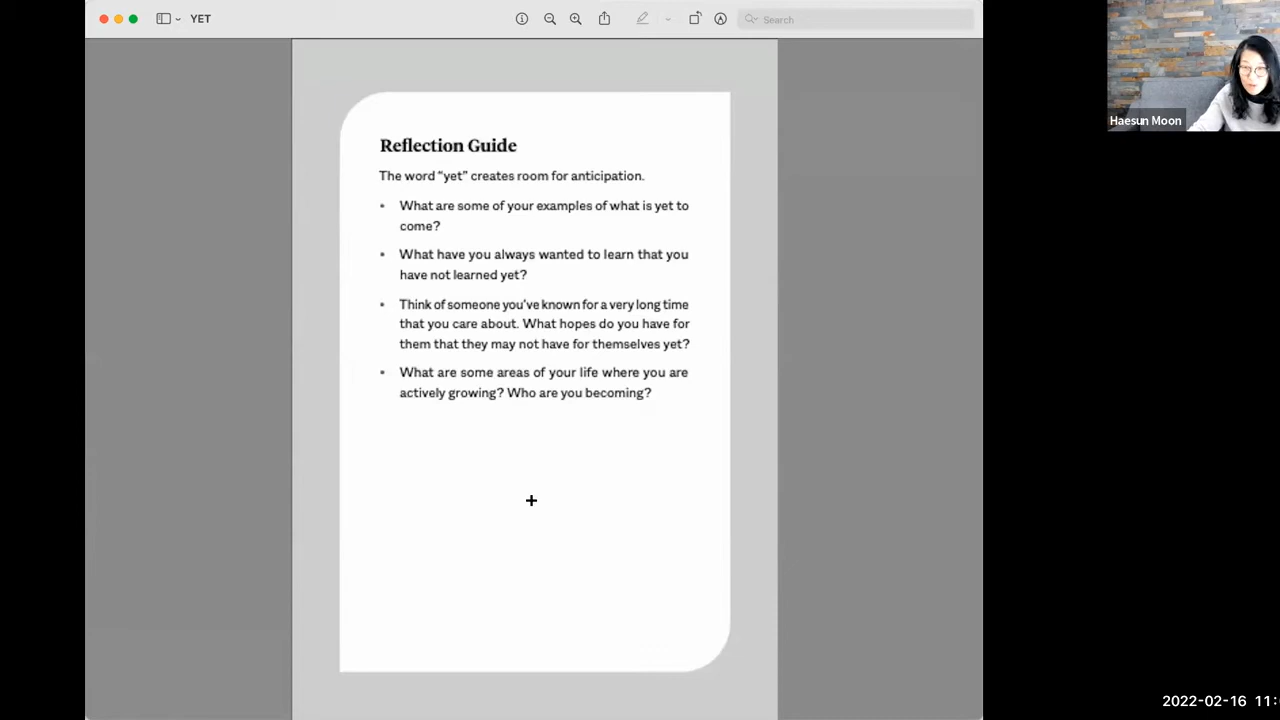 YET
Search
Reflection Guide
The word “yet” creates room for anticipation.
• What are some of your examples of what is yet to
come?
• What have you always wanted to learn that you
have not learned yet?
• Think of someone you’ve known for a very long time
that you care about. What hopes do you have for
them that they may not have for themselves yet?
• What are some areas of your life where you are
actively growing? Who are you becoming?
Haesun Moon
2022-02-16 11: